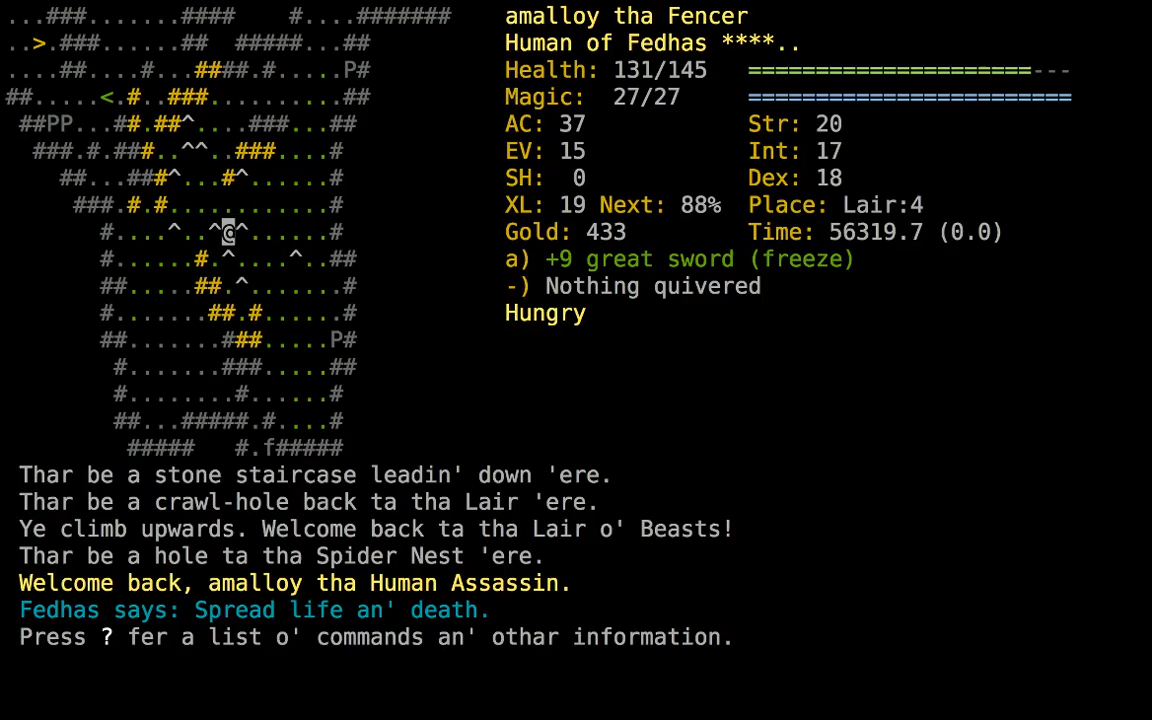 ...###.......####    #....#######    amalloy tha Fencer
..>.###......##  #####...##          Human of Fedhas ****..
....##....#...####.#.....P#          Health: 131/145   =====================---
##.....<.#..###..........##          Magic:  27/27     ========================
 ##PP...##.##^....###...##           AC: 37            Str: 20
  ###.#.###..^^..###....#            EV: 15            Int: 17
    ##...###^...#^......#            SH:  0            Dex: 18
     ###.#.#............#            XL: 19 Next: 88%  Place: Lair:4
       #....^..^@^......#            Gold: 433         Time: 56319.7 (0.0)
       #......#.^....^..##           a) +9 great sword (freeze)
       ##.....##.^.......#           -) Nothing quivered
       #.......##.#.....#            Hungry
       ##.......###.....P#
        #.......###.....##
        #........#......#
        ##...#####.#....#
         #####   #.f#####
Thar be a stone staircase leadin' down 'ere.
Thar be a crawl-hole back ta tha Lair 'ere.
Ye climb upwards. Welcome back ta tha Lair o' Beasts!
Thar be a hole ta tha Spider Nest 'ere.
Welcome back, amalloy tha Human Assassin.
Fedhas says: Spread life an' death.
Press ? fer a list o' commands an' othar information.